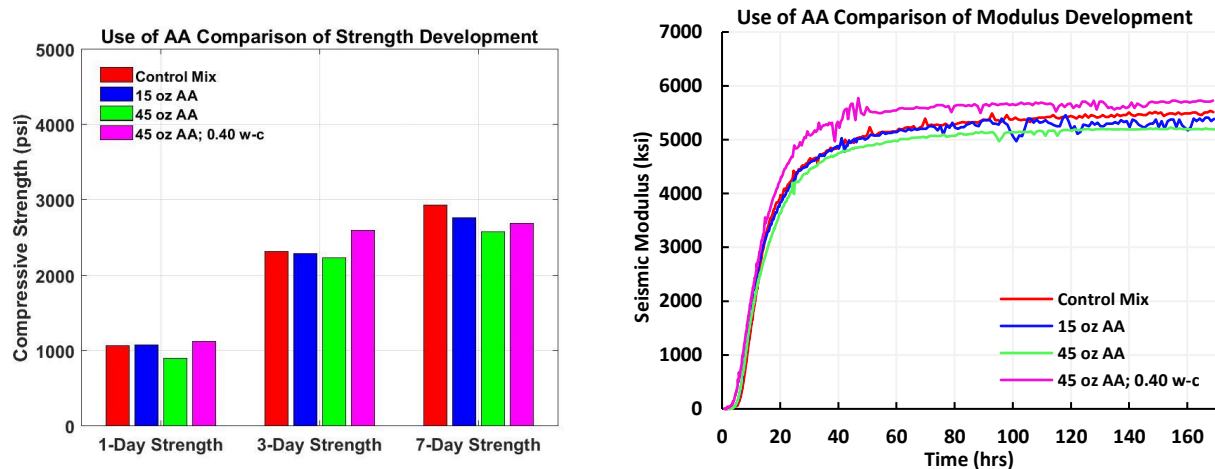 Use of AA Comparison of Strength Development
5000
4000
3000
2000
1000
0
Compressive Strength (psi)
Control Mix
15 oz AA
45 oz AA
45 oz AA; 0.40 w-c
1-Day Strength
3-Day Strength
7-Day Strength
Use of AA Comparison of Modulus Development
7000
6000
5000
4000
3000
2000
1000
0
Seismic Modulus (ksi)
Control Mix
15 oz AA
45 oz AA
45 oz AA; 0.40 w-c
0 20 40 60 80 100 120 140 160
Time (hrs)